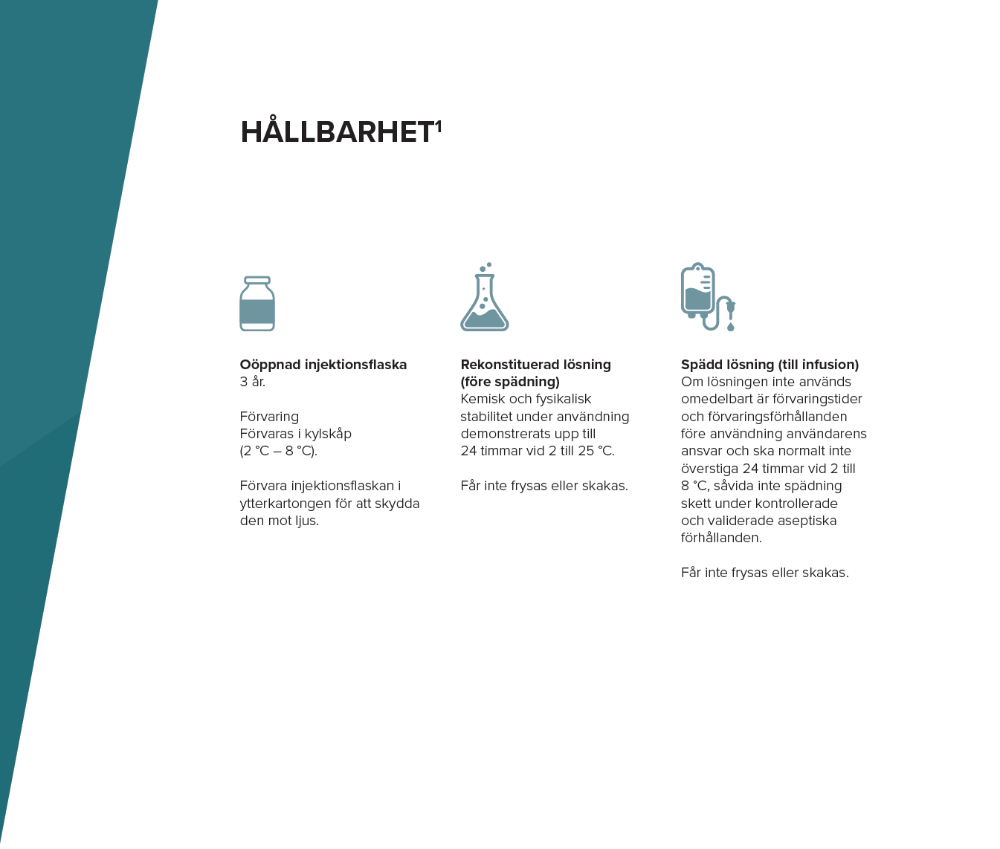 HÅLLBARHET¹
Oöppnad injektionsflaska
3 år.
Förvaring
Förvaras i kylskåp
(2 °C – 8 °C).
Förvara injektionsflaskan i
ytterkartongen för att skydda
den mot ljus.
Rekonstituerad lösning
(före spädning)
Kemisk och fysikalisk
stabilitet under användning
demonstrerats upp till
24 timmar vid 2 till 25 °C.
Får inte frysas eller skakas.
Spädd lösning (till infusion)
Om lösningen inte används
omedelbart är förvaringstider
och förvaringsförhållanden
före användning användarens
ansvar och ska normalt inte
överstiga 24 timmar vid 2 till
8 °C, såvida inte spädning
skett under kontrollerade
och validerade aseptiska
förhållanden.
Får inte frysas eller skakas.